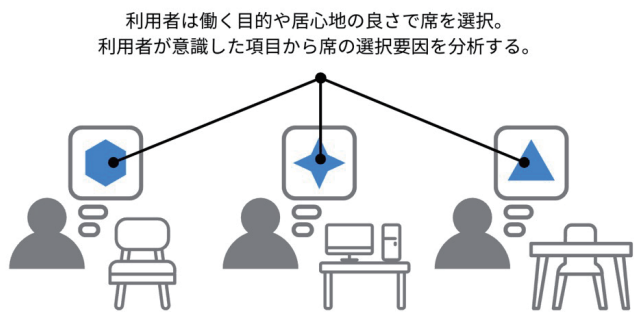 利用者は働く目的や居心地の良さで席を選択。
利用者が意識した項目から席の選択要因を分析する。